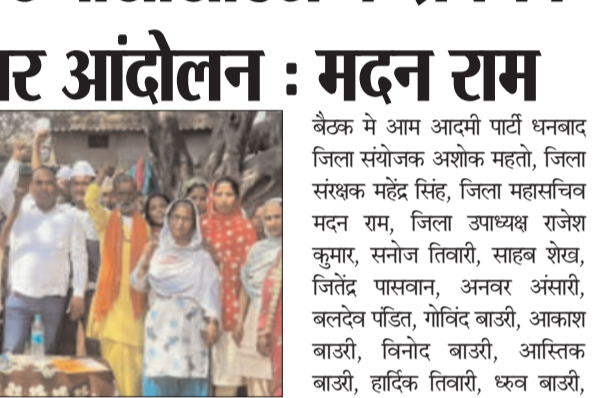 र आंदोलन : मदन राम
बैठक मे आम आदमी पार्टी धनबाद
जिला संयोजक अशोक महतो, जिला
संरक्षक महेंद्र सिंह, जिला महासचिव
मदन राम, जिला उपाध्यक्ष राजेश
कुमार, सनोज तिवारी, साहब शेख,
जितेंद्र पासवान, अनवर अंसारी,
बलदेव पंडित, गोविंद बाउरी, आकाश
बाउरी, विनोद बाउरी, आस्तिक
बाउरी, हार्दिक तिवारी, ध्रुव बाउरी,